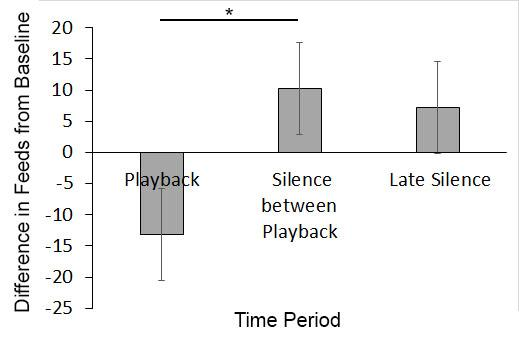 *
Difference in Feeds from Baseline
20
15
10
5
0
-5
-10
-15
-20
-25
Playback
Silence
between
Playback
Late Silence
Time Period